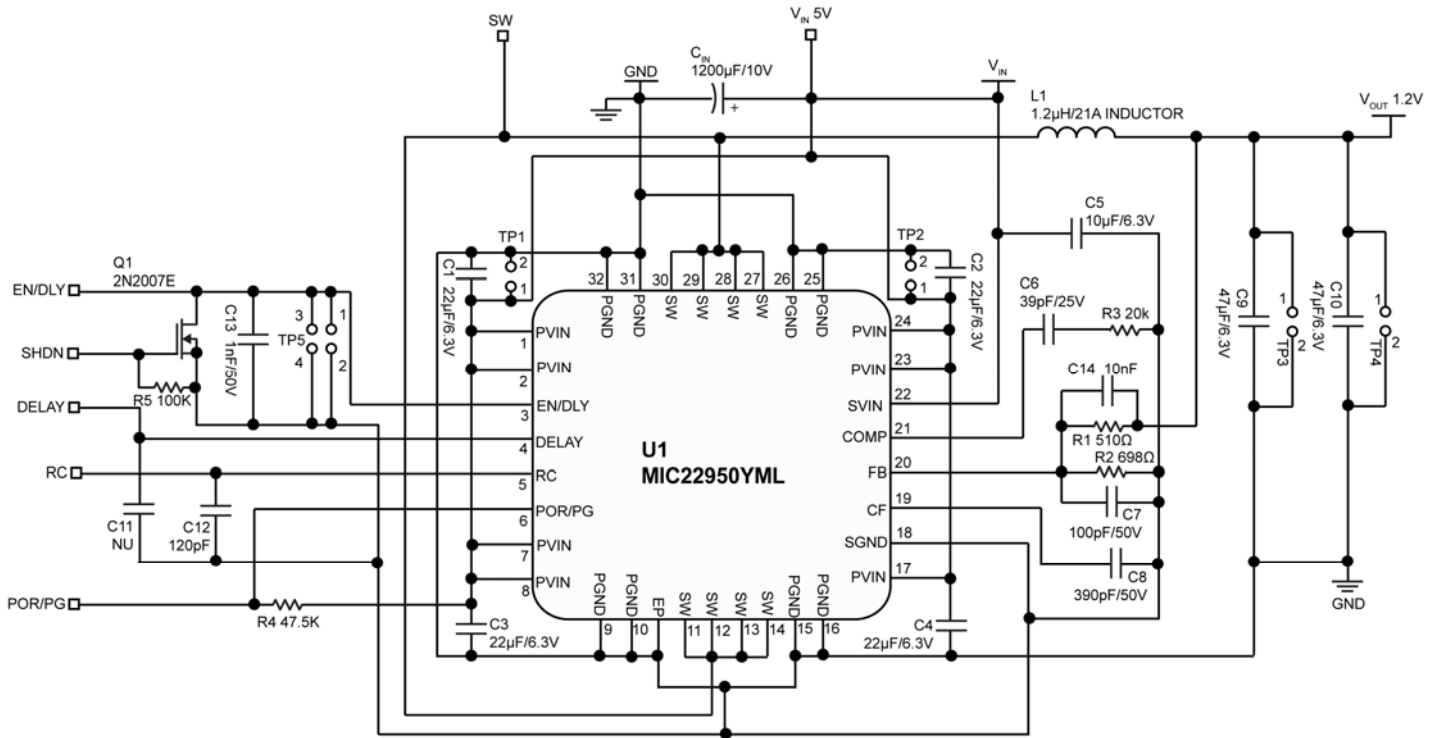 SW
V_IN 5V
C_IN
1200µF/10V
+
GND
V_IN
L1
1.2µH/21A INDUCTOR
V_OUT 1.2V
C5
10µF/6.3V
C6
39pF/25V
R3 20k
C14 10nF
R1 510Ω
R2 698Ω
C7
100pF/50V
C8
390pF/50V
C9
47µF/6.3V
1
2
TP3
C10
47µF/6.3V
1
2
TP4
GND
Q1
2N2007E
EN/DLY
SHDN
DELAY
RC
POR/PG
R5 100K
C13
1nF/50V
3
1
TP5
4
2
C11
NU
C12
120pF
R4 47.5K
C1
22µF/6.3V
TP1
2
1
TP2
2
1
C2
22µF/6.3V
C3
22µF/6.3V
C4
22µF/6.3V
U1
MIC22950YML
32 31 30 29 28 27 26 25
PGND PGND SW SW SW SW PGND PGND
PVIN
1
PVIN
2
EN/DLY
3
DELAY
4
RC
5
POR/PG
6
PVIN
7
PVIN
8
PGND PGND EP SW SW SW SW PGND PGND
9 10 11 12 13 14 15 16
PVIN
24
PVIN
23
SVIN
22
COMP
21
FB
20
CF
19
SGND
18
PVIN
17